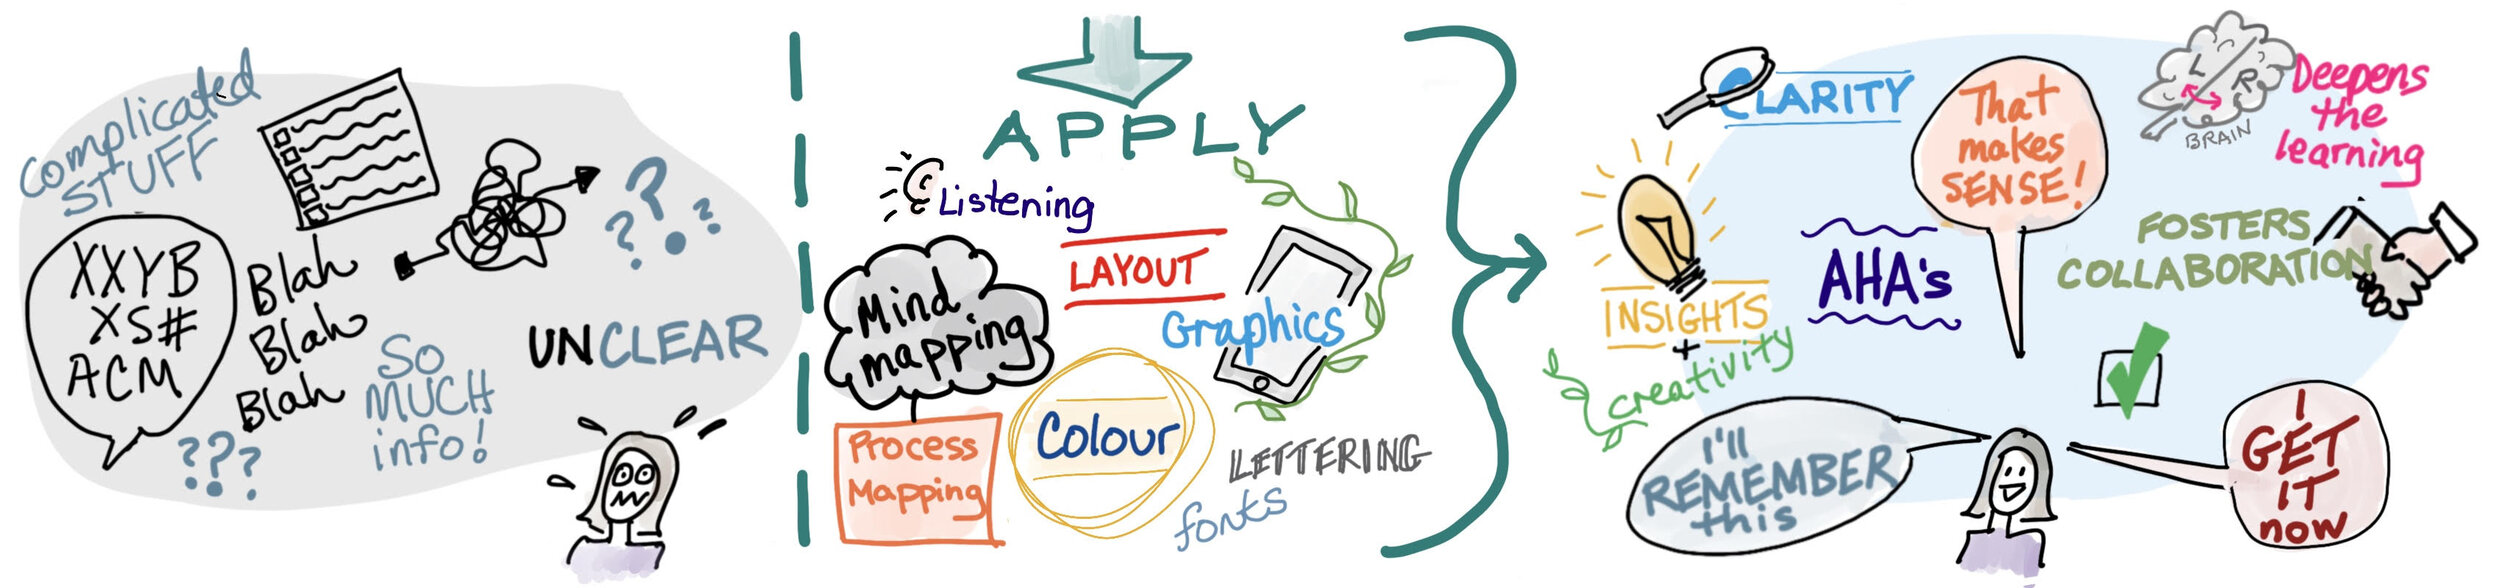 Complicated
STUFF
XXYB
XS#
ACM
Blah
Blah
Blah
???
???
SO
MUCH
info!
UNCLEAR
APPLY
Listening
LAYOUT
Mind
mapping
Graphics
Process
Mapping
Colour
LETTERING
fonts
CLARITY
INSIGHTS
+
creativity
That
makes
SENSE!
AHA's
L
R
BRAIN
Deepens
the
learning
FOSTERS
COLLABORATION
I'll
REMEMBER
this
I
GET
IT
now